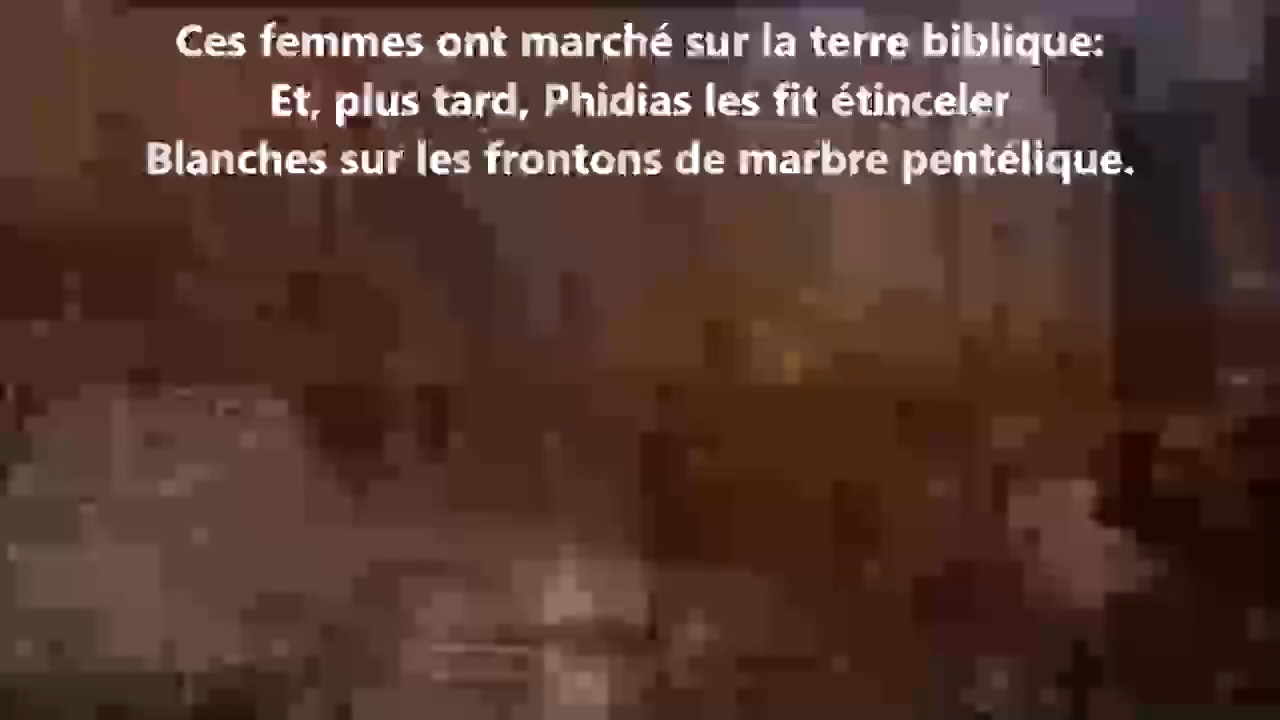 Ces femmes ont marché sur la terre biblique:
Et, plus tard, Phidias les fit étinceler
Blanches sur les frontons de marbre pentélique.